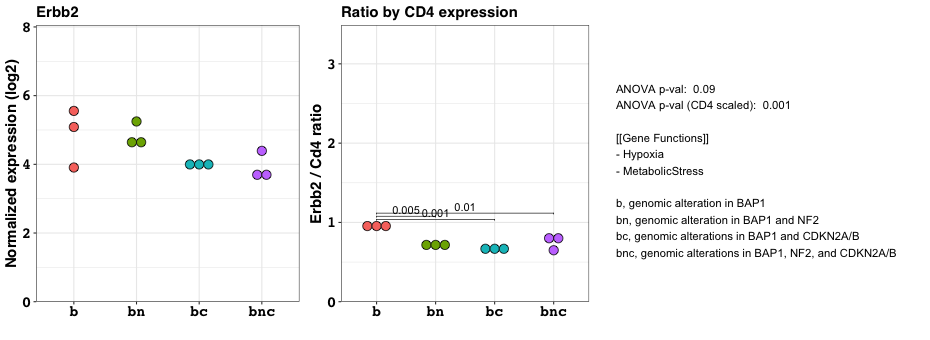 Erbb2
Normalized expression (log2)
8
6
4
2
0
b
bn
bc
bnc
Ratio by CD4 expression
Erbb2 / Cd4 ratio
3
2
1
0
0.005
0.001
0.01
b
bn
bc
bnc
ANOVA p-val: 0.09
ANOVA p-val (CD4 scaled): 0.001
[[Gene Functions]]
- Hypoxia
- MetabolicStress
b, genomic alteration in BAP1
bn, genomic alteration in BAP1 and NF2
bc, genomic alterations in BAP1 and CDKN2A/B
bnc, genomic alterations in BAP1, NF2, and CDKN2A/B